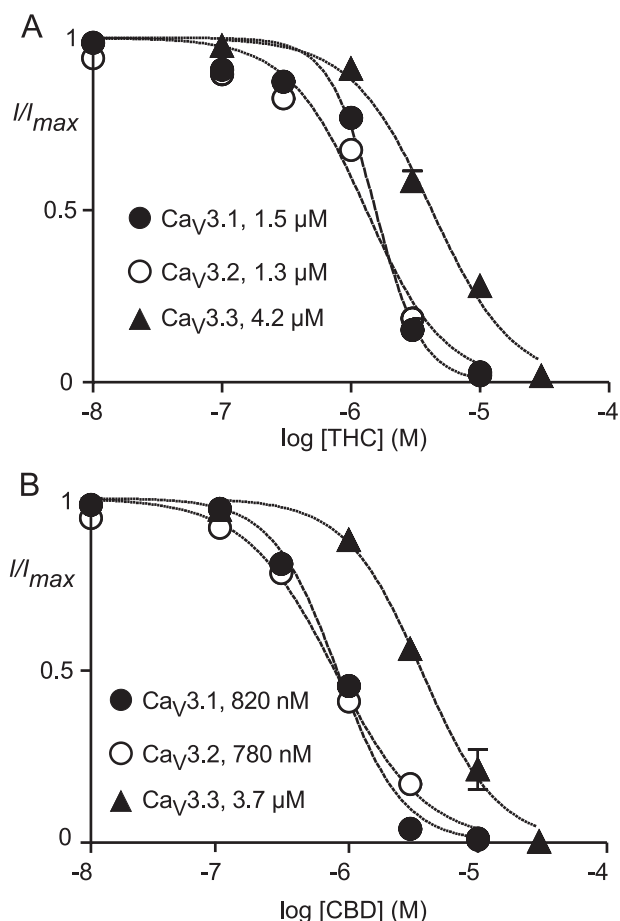 A
1
I/Imax
0.5
CaV3.1, 1.5 µM
CaV3.2, 1.3 µM
CaV3.3, 4.2 µM
0
-8 -7 -6 -5 -4
log [THC] (M)
B
1
I/Imax
0.5
CaV3.1, 820 nM
CaV3.2, 780 nM
CaV3.3, 3.7 µM
0
-8 -7 -6 -5 -4
log [CBD] (M)